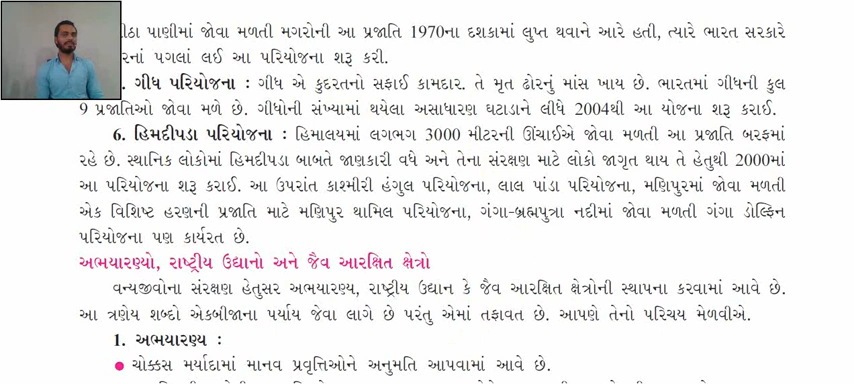 પાણીમાં જોવા મળતી મગરોની આ પ્રજાતિ 1970ના દશકામાં લુપ્ત થવાને આરે હતી, ત્યારે ભારત સરકારે
પગલાં લઈ આ પરિયોજના શરૂ કરી.
ગીધ પરિયોજના : ગીધ એ કુદરતનો સફાઈ કામદાર. તે મૃત ઢોરનું માંસ ખાય છે. ભારતમાં ગીધની કુલ
9 પ્રજાતિઓ જોવા મળે છે. ગીધોની સંખ્યામાં થયેલા અસાધારણ ઘટાડાને લીધે 2004થી આ યોજના શરૂ કરાઈ.
6. હિમદીપડા પરિયોજના : હિમાલયમાં લગભગ 3000 મીટરની ઊંચાઈએ જોવા મળતી આ પ્રજાતિ બરફમાં
રહે છે. સ્થાનિક લોકોમાં હિમદીપડા બાબતે જાણકારી વધે અને તેના સંરક્ષણ માટે લોકો જાગૃત થાય તે હેતુથી 2000માં
આ પરિયોજના શરૂ કરાઈ. આ ઉપરાંત કાશ્મીરી હંગુલ પરિયોજના, લાલ પાંડા પરિયોજના, મણિપુરમાં જોવા મળતી
એક વિશિષ્ટ હરણની પ્રજાતિ માટે મણિપુર થામિલ પરિયોજના, ગંગા-બ્રહ્મપુત્રા નદીમાં જોવા મળતી ગંગા ડોલ્ફિન
પરિયોજના પણ કાર્યરત છે.
અભયારણ્યો, રાષ્ટ્રીય ઉદ્યાનો અને જૈવ આરક્ષિત ક્ષેત્રો
વન્યજીવોના સંરક્ષણ હેતુસર અભયારણ્ય, રાષ્ટ્રીય ઉદ્યાન કે જૈવ આરક્ષિત ક્ષેત્રોની સ્થાપના કરવામાં આવે છે.
આ ત્રણેય શબ્દો એકબીજાના પર્યાય જેવા લાગે છે પરંતુ એમાં તફાવત છે. આપણે તેનો પરિચય મેળવીએ.
1. અભયારણ્ય :
● ચોક્કસ મર્યાદામાં માનવ પ્રવૃત્તિઓને અનુમતિ આપવામાં આવે છે.